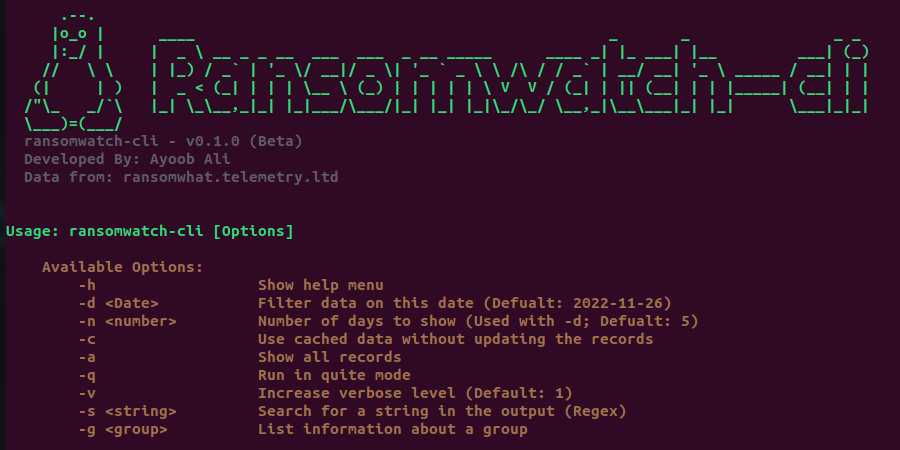 Ransomwatch-cli
ransomwatch-cli - v0.1.0 (Beta)
Developed By: Ayoob Ali
Data from: ransomwhat.telemetry.ltd
Usage: ransomwatch-cli [Options]
Available Options:
-h Show help menu
-d <Date> Filter data on this date (Defualt: 2022-11-26)
-n <number> Number of days to show (Used with -d; Defualt: 5)
-c Use cached data without updating the records
-a Show all records
-q Run in quite mode
-v Increase verbose level (Default: 1)
-s <string> Search for a string in the output (Regex)
-g <group> List information about a group